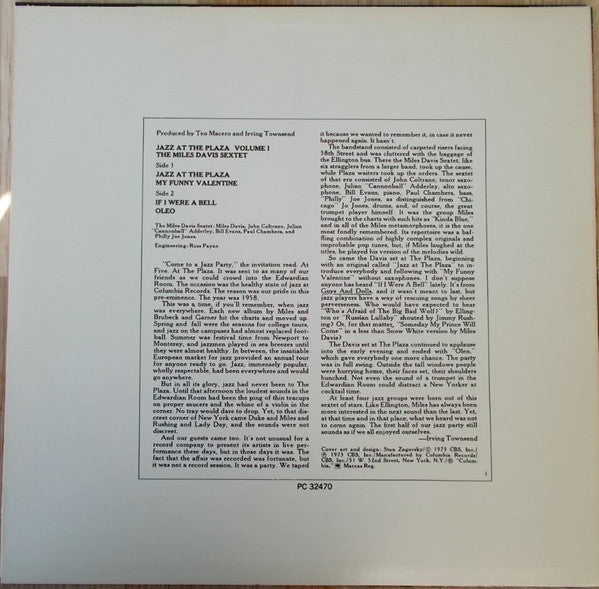 Produced by Teo Macero and Irving Townsend
JAZZ AT THE PLAZA VOLUME I
THE MILES DAVIS SEXTET
Side 1
JAZZ AT THE PLAZA
MY FUNNY VALENTINE
Side 2
IF I WERE A BELL
OLEO
The Miles Davis Sextet: Miles Davis, John Coltrane, Julian
"Cannonball" Adderley, Bill Evans, Paul Chambers, and
Philly Joe Jones.
Engineering: Russ Payne
"Come to a Jazz Party," the invitation read. At
Five. At The Plaza. It was sent to as many of our
friends as we could crowd into the Edwardian
Room. The occasion was the healthy state of jazz at
Columbia Records. The reason was our pride in this
pre-eminence. The year was 1958.
This was a time, if you'll remember, when jazz
was everywhere. Each new album by Miles and
Brubeck and Garner hit the charts and moved up.
Spring and fall were the seasons for college tours,
and jazz on the campuses had almost replaced foot-
ball. Summer was festival time from Newport to
Monterey, and jazzmen played in sea breezes until
they were almost healthy. In between, the insatiable
European market for jazz provided an annual tour
for anyone ready to go. Jazz, immensely popular,
wholly respectable, had been everywhere and would
go anywhere.
But in all its glory, jazz had never been to The
Plaza. Until that afternoon the loudest sounds in the
Edwardian Room had been the ping of this teacups
on proper saucers and the whine of a violin in the
corner. No tray would dare to drop. Yet, to that dis-
creet corner of New York came Duke and Miles and
Rushing and Lady Day, and the sounds were not
discreet.
And our guests came too. It's not unusual for a
record company to present its artists in live per-
formance these days, but in those days it was. The
fact that the affair was recorded was fortunate, but
it was not a record session. It was a party. We taped
it because we wanted to remember it, in case it never
happened again. It hasn't.
The bandstand consisted of carpeted risers facing
58th Street and was cluttered with the baggage of
the Ellington bus. There the Miles Davis Sextet, like
six stragglers from a larger band, took up the cause,
while Plaza waiters took up the orders. The sextet
of that era consisted of John Coltrane, tenor saxo-
phone, Julian "Cannonball" Adderley, alto saxo-
phone, Bill Evans, piano, Paul Chambers, bass,
"Philly" Joe Jones, as distinguished from "Chi-
cago" Jo Jones, drums, and, of course, the great
trumpet player himself. It was the group Miles
brought to the charts with such hits as "Kinda Blue,"
and in all of the Miles metamorphoses, it is the one
most fondly remembered. Its repertoire was a baf-
fling combination of highly complex originals and
improbable pop tunes, but, if Miles laughed at the
titles, he played his version of the melodies wild.
So came the Davis set at The Plaza, beginning
with an original called "Jazz at The Plaza" to in-
troduce everybody and following with "My Funny
Valentine" without saxophones. I don't suppose
anyone has heard "If I Were A Bell" lately. It's from
Guys And Dolls, and it wasn't meant to last, but
jazz players have a way of rescuing songs by sheer
perverseness. Who would have expected to hear
"Who's Afraid of The Big Bad Wolf?" by Elling-
ton or "Russian Lullaby" shouted by Jimmy Rush-
ing? Or, for that matter, "Someday My Prince Will
Come" in a less than Snow White version by Miles
Davis?
The Davis set at The Plaza continued to applause
into the early evening and ended with "Oleo,"
which gave everybody one more chance. The party
was in full swing. Outside the tall windows people
were hurrying home, their faces set, their shoulders
hunched. Not even the sound of a trumpet in the
Edwardian Room could distract a New Yorker at
cocktail time.
At least four jazz groups were born out of this
sextet of stars. Like Ellington, Miles has always been
more interested in the next sound than the last. Yet,
at that time and in that place, what we heard was not
to come again. The first half of our jazz party still
sounds as if we all enjoyed ourselves.
—Irving Townsend
Cover art and design: Stan Zagorsky/© 1973 CBS, Inc./
℗ 1973 CBS, Inc./Manufactured by Columbia Records/
CBS, Inc./51 W. 52nd Street, New York, N.Y./® "Colum-
bia," Marcas Reg.
1
PC 32470